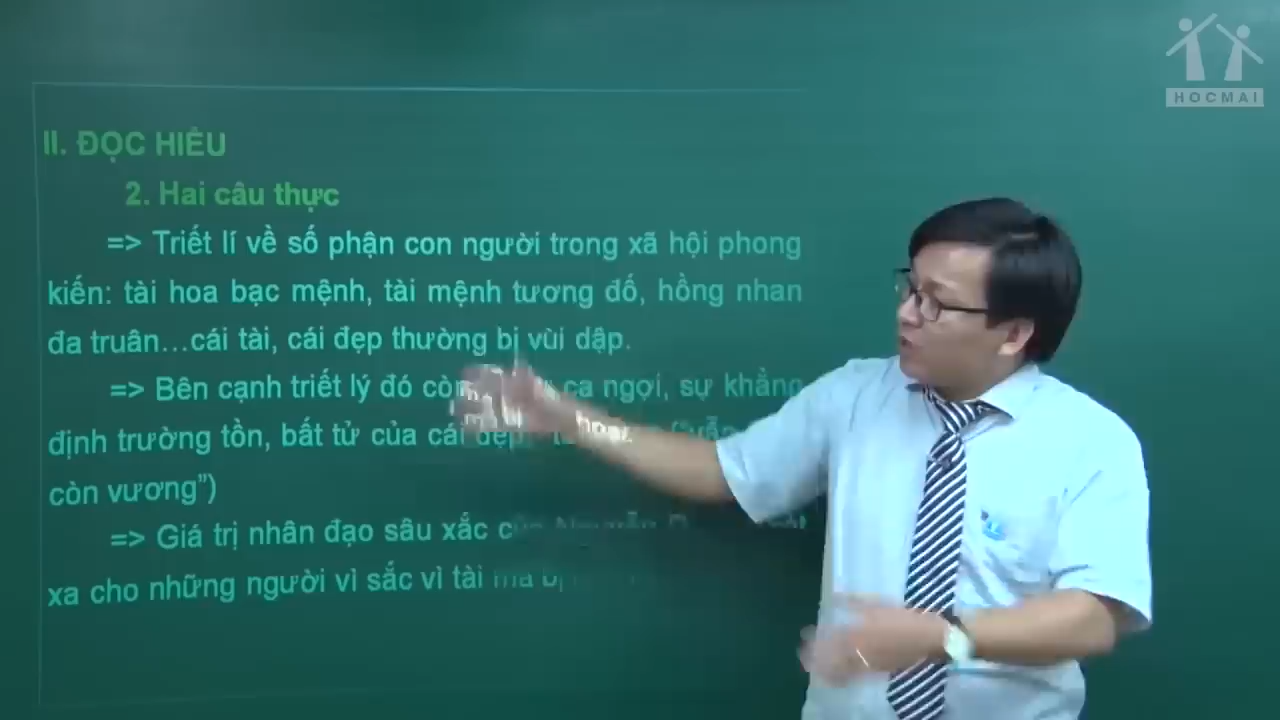 HOCMAI
II. ĐỌC HIỂU
2. Hai câu thực
=> Triết lí về số phận con người trong xã hội phong
kiến: tài hoa bạc mệnh, tài mệnh tương đố, hồng nhan
đa truân...cái tài, cái đẹp thường bị vùi dập.
=> Bên cạnh triết lý đó còn ca ngợi, sự khẳng
định trường tồn, bất tử của cái đẹp
còn vương”)
=> Giá trị nhân đạo sâu xắc của Nguyễn
xa cho những người vì sắc vì tài mà bị